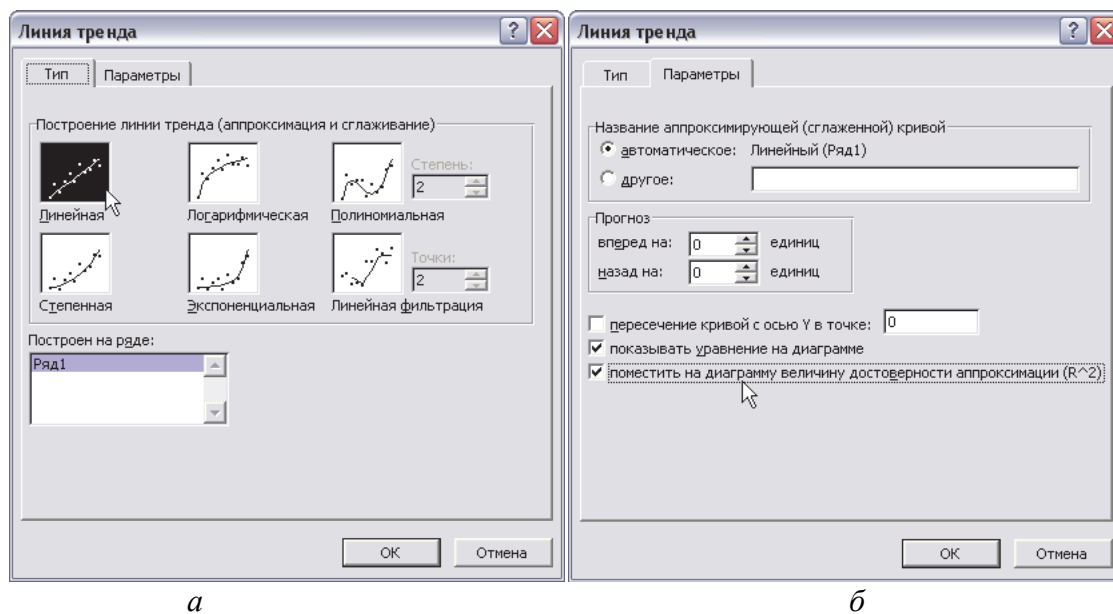 Линия тренда
Тип
Параметры
Построение линии тренда (аппроксимация и сглаживание)
Степень:
2
Линейная
Логарифмическая
Полиномиальная
Точки:
2
Степенная
Экспоненциальная
Линейная фильтрация
Построен на ряде:
Ряд1
ОК
Отмена
а
Линия тренда
Тип
Параметры
Название аппроксимирующей (сглаженной) кривой
автоматическое: Линейный (Ряд1)
другое:
Прогноз
вперед на: 0 единиц
назад на: 0 единиц
пересечение кривой с осью Y в точке: 0
показывать уравнение на диаграмме
поместить на диаграмму величину достоверности аппроксимации (R^2)
ОК
Отмена
б